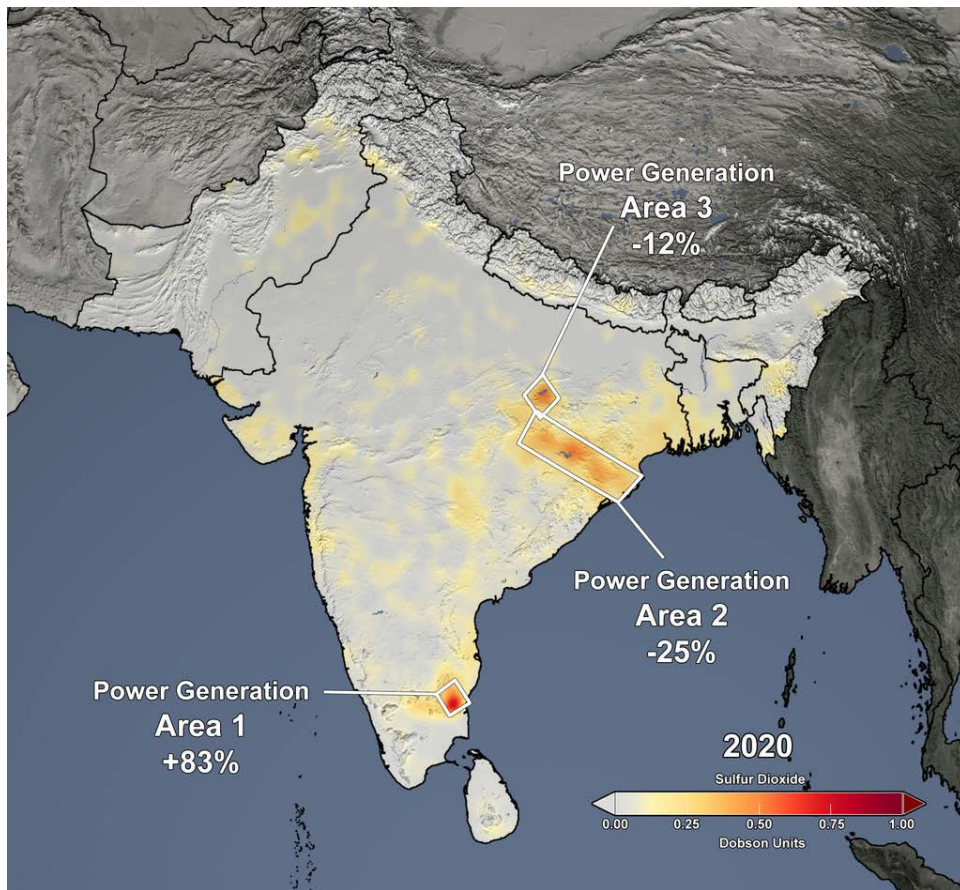 Power Generation
Area 3
-12%
Power Generation
Area 2
-25%
Power Generation
Area 1
+83%
2020
Sulfur Dioxide
0.00 0.25 0.50 0.75 1.00
Dobson Units